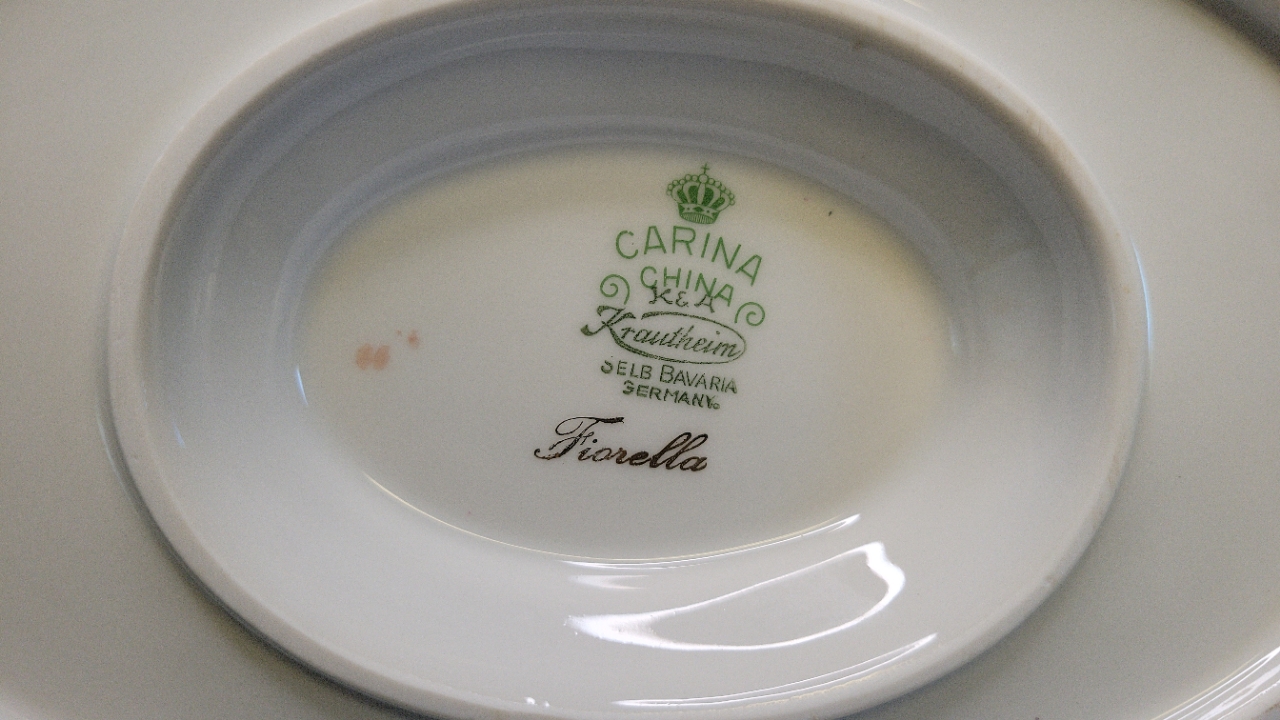 CARINA
CHINA
K & A
Krautheim
SELB BAVARIA
GERMANY
Fiorella